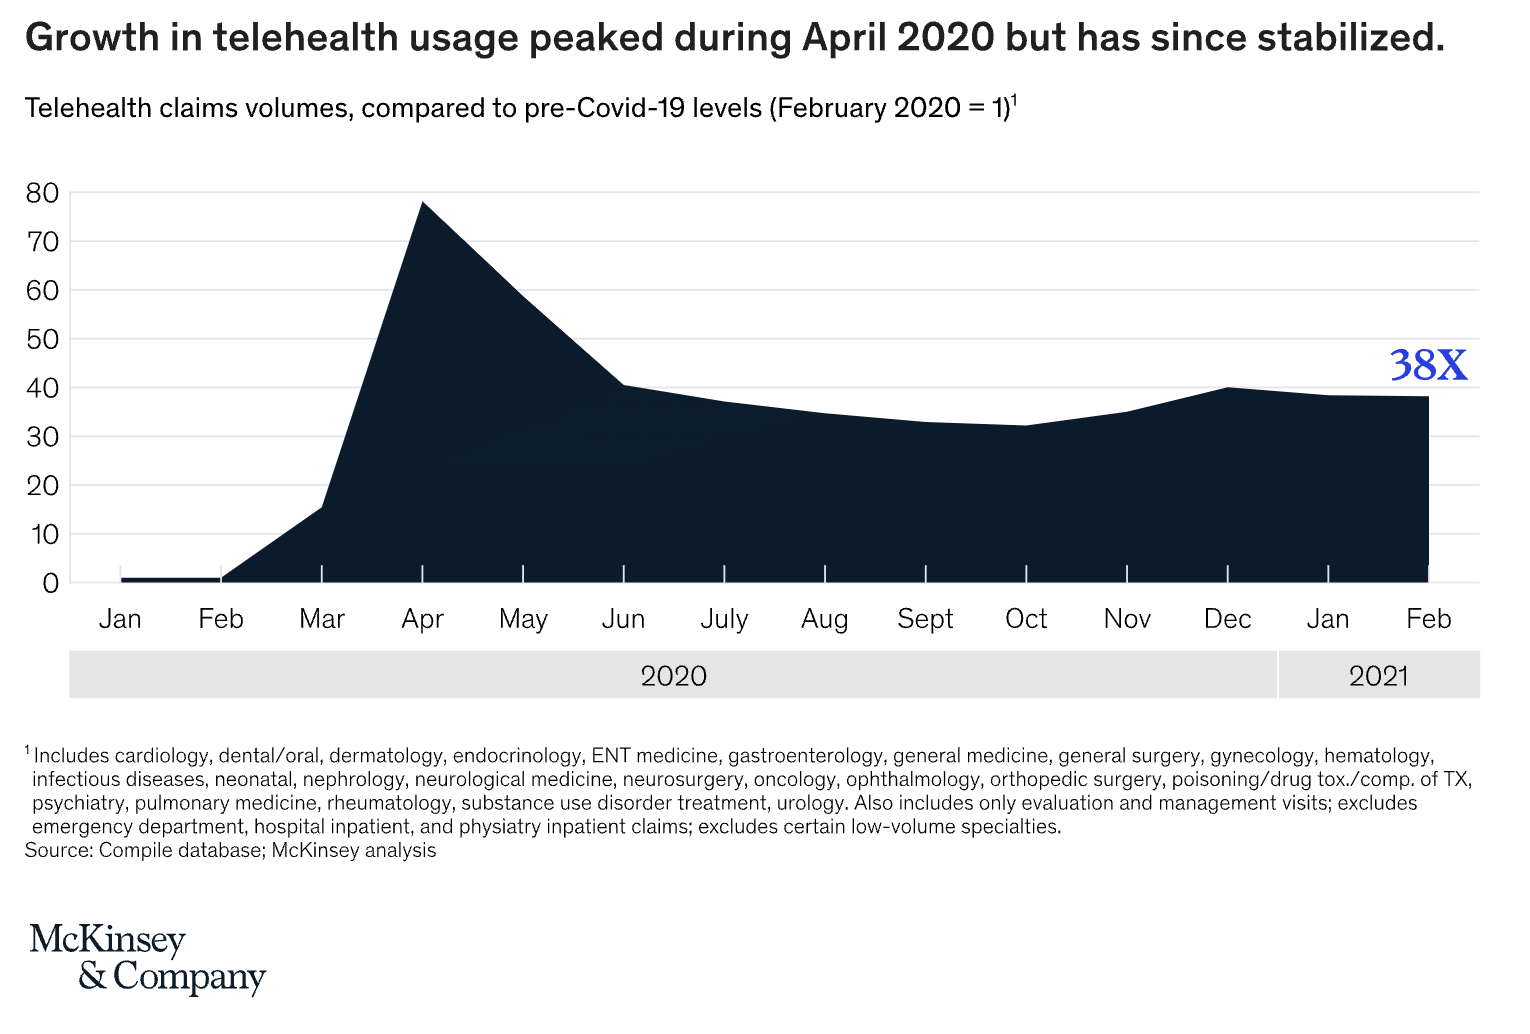 Growth in telehealth usage peaked during April 2020 but has since stabilized.
Telehealth claims volumes, compared to pre-Covid-19 levels (February 2020 = 1)¹
80
70
60
50
40
30
20
10
0
38X
Jan Feb Mar Apr May Jun July Aug Sept Oct Nov Dec Jan Feb
2020 2021
¹ Includes cardiology, dental/oral, dermatology, endocrinology, ENT medicine, gastroenterology, general medicine, general surgery, gynecology, hematology,
infectious diseases, neonatal, nephrology, neurological medicine, neurosurgery, oncology, ophthalmology, orthopedic surgery, poisoning/drug tox./comp. of TX,
psychiatry, pulmonary medicine, rheumatology, substance use disorder treatment, urology. Also includes only evaluation and management visits; excludes
emergency department, hospital inpatient, and physiatry inpatient claims; excludes certain low-volume specialties.
Source: Compile database; McKinsey analysis
McKinsey
& Company